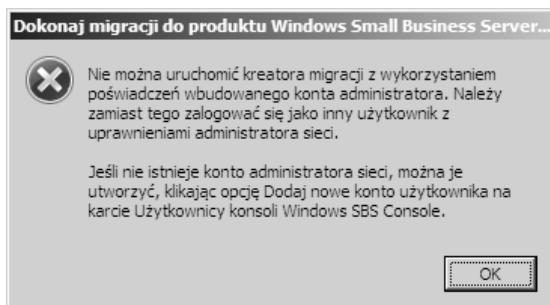 Dokonaj migracji do produktu Windows Small Business Server...
Nie można uruchomić kreatora migracji z wykorzystaniem
poświadczeń wbudowanego konta administratora. Należy
zamiast tego zalogować się jako inny użytkownik z
uprawnieniami administratora sieci.
Jeśli nie istnieje konto administratora sieci, można je
utworzyć, klikając opcję Dodaj nowe konto użytkownika na
karcie Użytkownicy konsoli Windows SBS Console.
OK